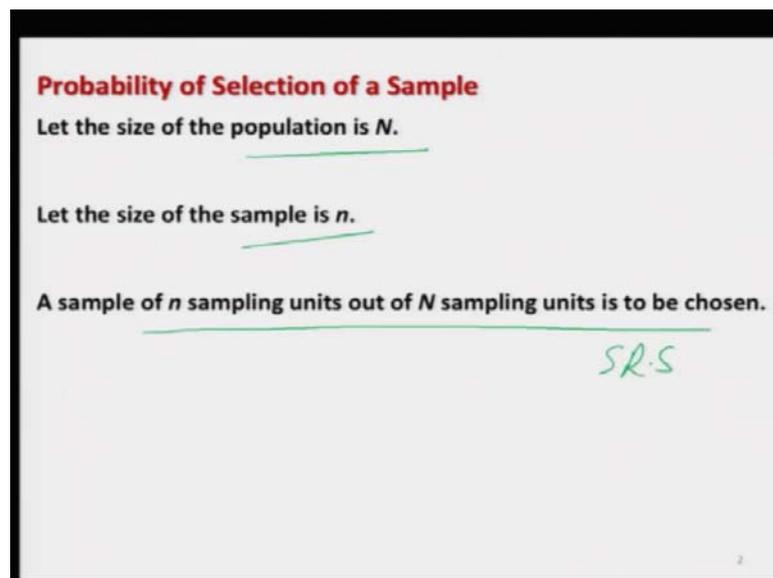 Probability of Selection of a Sample
Let the size of the population is N.
Let the size of the sample is n.
A sample of n sampling units out of N sampling units is to be chosen.
SR.S
2